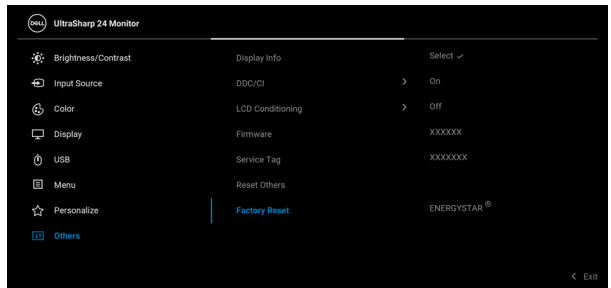 DELL UltraSharp 24 Monitor
Brightness/Contrast Display Info Select ✓
Input Source DDC/CI > On
Color LCD Conditioning > Off
Display Firmware XXXXXX
USB Service Tag XXXXXXX
Menu Reset Others
Personalize Factory Reset ENERGYSTAR ®
Others
< Exit